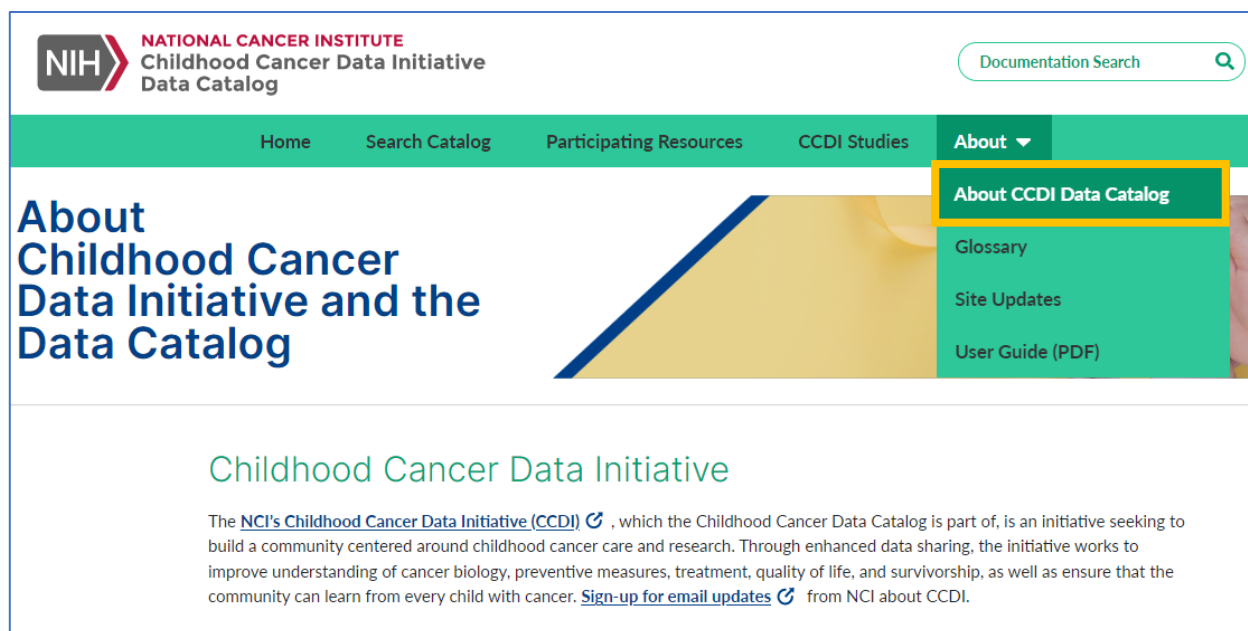 NIH
NATIONAL CANCER INSTITUTE
Childhood Cancer Data Initiative
Data Catalog
Documentation Search
Home Search Catalog Participating Resources CCDI Studies About
About CCDI Data Catalog
Glossary
Site Updates
User Guide (PDF)
About
Childhood Cancer
Data Initiative and the
Data Catalog
Childhood Cancer Data Initiative
The NCI's Childhood Cancer Data Initiative (CCDI) , which the Childhood Cancer Data Catalog is part of, is an initiative seeking to
build a community centered around childhood cancer care and research. Through enhanced data sharing, the initiative works to
improve understanding of cancer biology, preventive measures, treatment, quality of life, and survivorship, as well as ensure that the
community can learn from every child with cancer. Sign-up for email updates from NCI about CCDI.